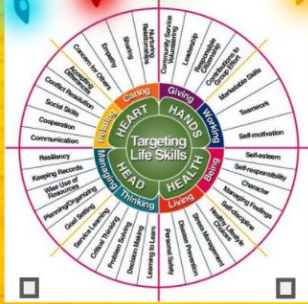 Targeting
Life Skills
HEART
HANDS
HEALTH
HEAD
Relating
Caring
Giving
Working
Being
Living
Thinking
Managing
Communication
Cooperation
Social Skills
Conflict Resolution
Accepting
Differences
Concern for Others
Empathy
Sharing
Nurturing
Relationships
Community Service
Volunteering
Leadership
Responsible
Citizenship
Contributions to
Group Effort
Marketable Skills
Teamwork
Self-motivation
Self-esteem
Self-responsibility
Character
Managing Feelings
Self-discipline
Healthy Lifestyle
Choices
Stress Management
Disease Prevention
Personal Safety
Learning to Learn
Decision Making
Problem Solving
Critical Thinking
Service Learning
Goal Setting
Planning/Organizing
Wise Use of
Resources
Keeping Records
Resiliency